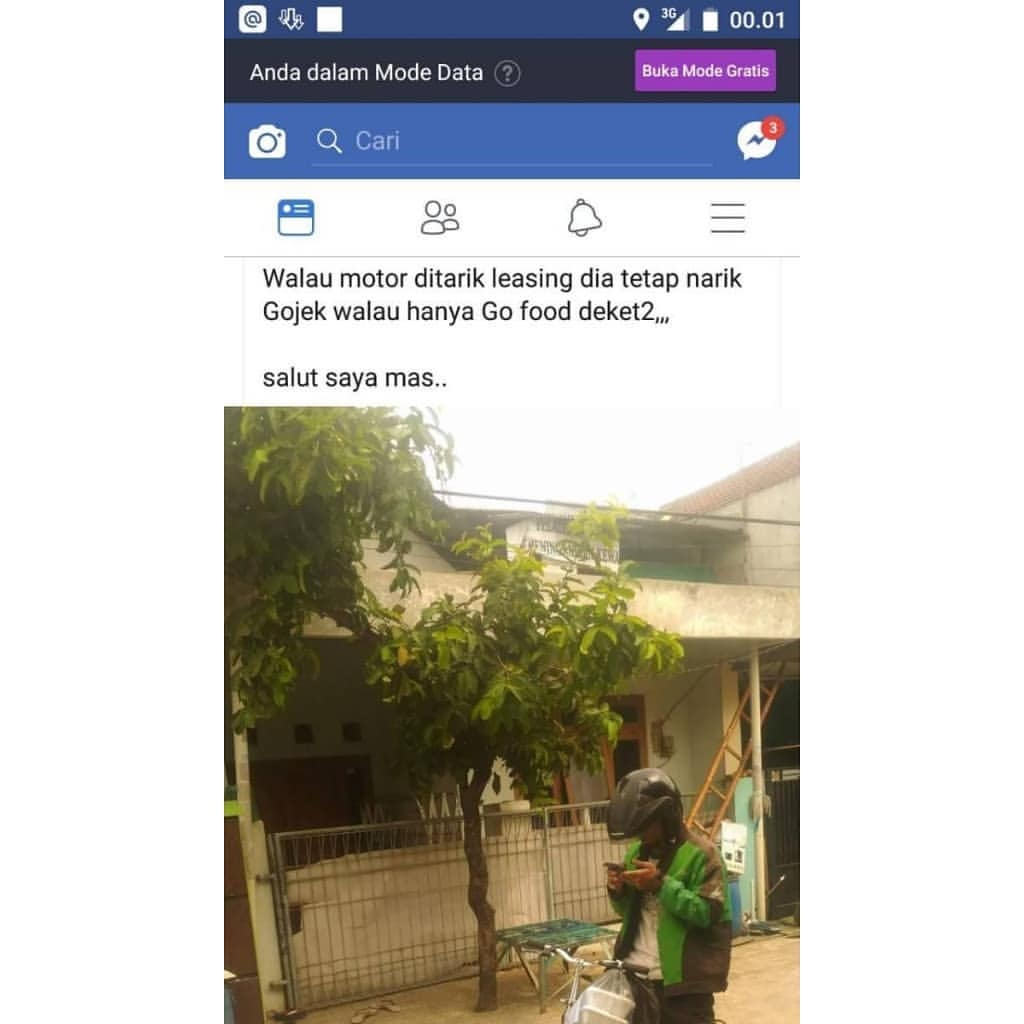 3G
00.01
Anda dalam Mode Data
?
Buka Mode Gratis
Cari
3
Walau motor ditarik leasing dia tetap narik
Gojek walau hanya Go food deket2,,,
salut saya mas..